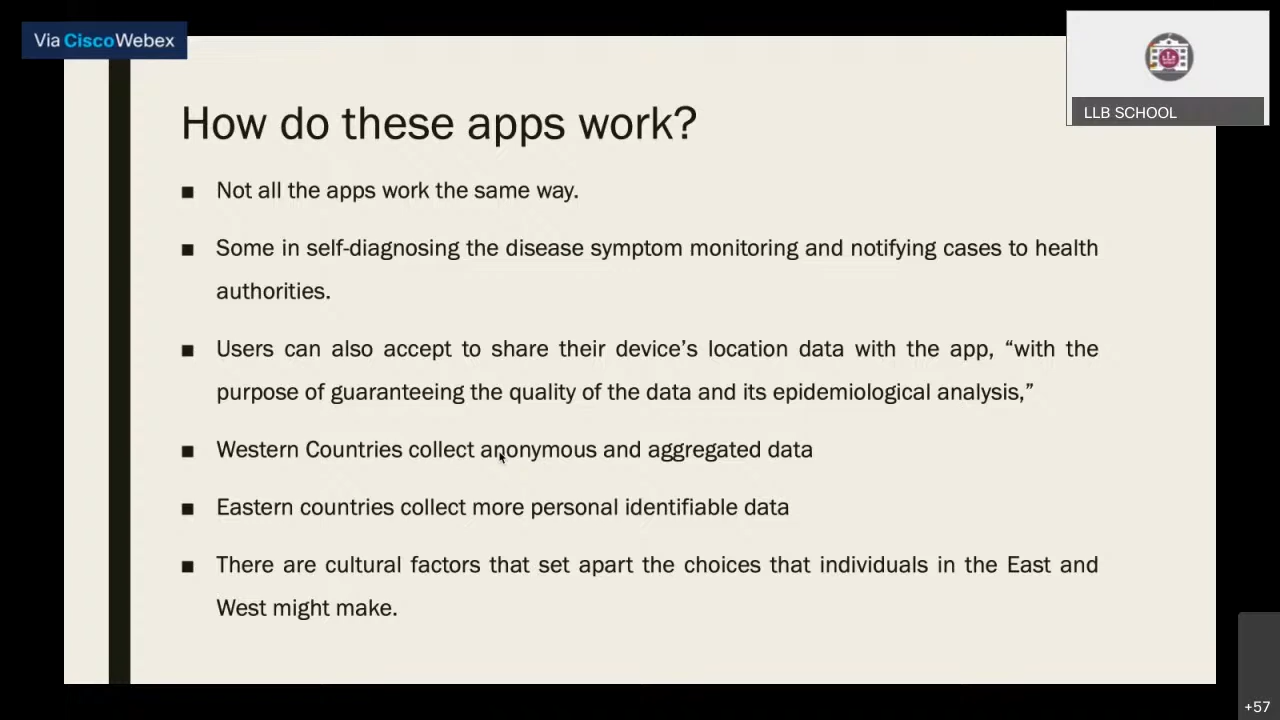 Via Cisco Webex
LLB SCHOOL
How do these apps work?
■ Not all the apps work the same way.
■ Some in self-diagnosing the disease symptom monitoring and notifying cases to health
authorities.
■ Users can also accept to share their device’s location data with the app, “with the
purpose of guaranteeing the quality of the data and its epidemiological analysis,”
■ Western Countries collect anonymous and aggregated data
■ Eastern countries collect more personal identifiable data
■ There are cultural factors that set apart the choices that individuals in the East and
West might make.
+57